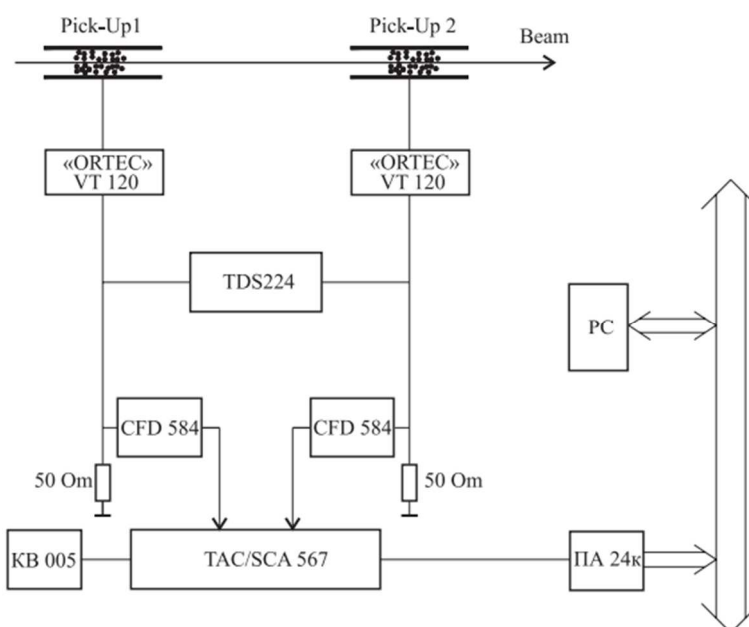 Pick-Up1
Pick-Up 2
Beam
«ORTEC»
VT 120
«ORTEC»
VT 120
TDS224
PC
CFD 584
CFD 584
50 Om
50 Om
КВ 005
TAC/SCA 567
ПА 24к